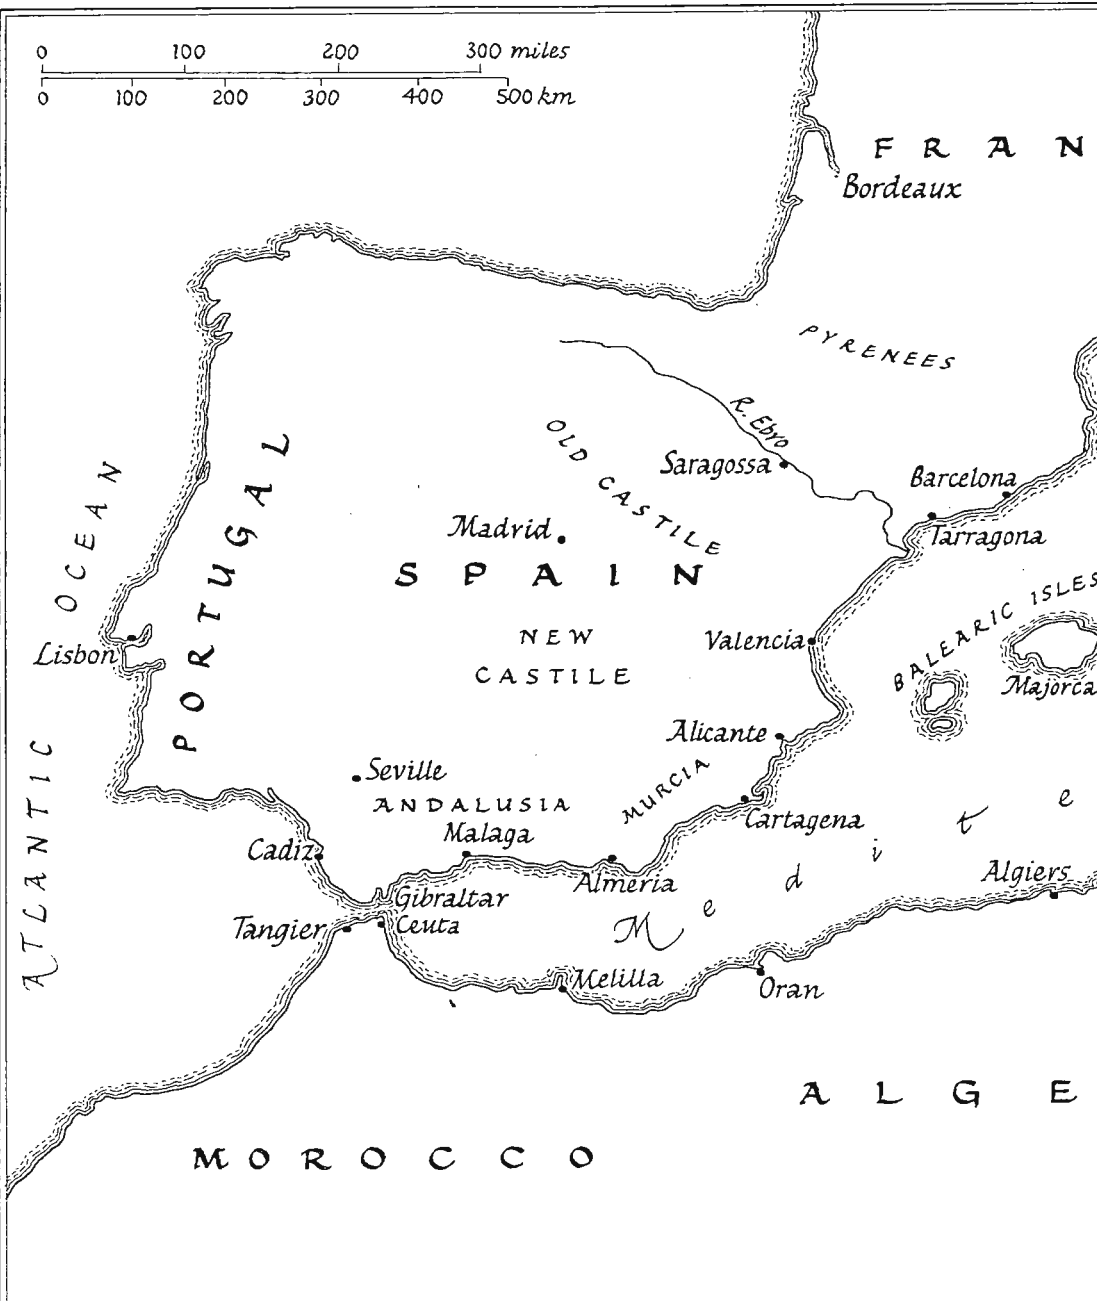 0 100 200 300 miles
0 100 200 300 400 500 km
FRAN
Bordeaux
PYRENEES
R. Ebro
OLD CASTILE
Saragossa
Barcelona
Tarragona
Madrid
SPAIN
PORTUGAL
ATLANTIC OCEAN
Lisbon
NEW
CASTILE
Valencia
BALEARIC ISLES
Majorca
Alicante
MURCIA
Seville
ANDALUSIA
Malaga
Cartagena
Cadiz
Almeria
Gibraltar
Ceuta
Tangier
Medite
Algiers
Melilla
Oran
ALGE
MOROCCO